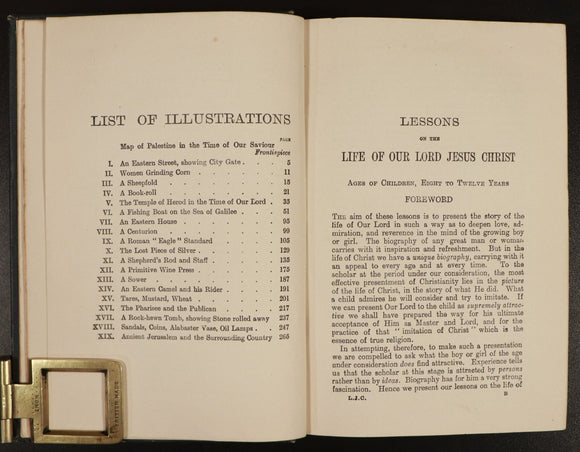 LIST OF ILLUSTRATIONS
PAGE
Map of Palestine in the Time of Our Saviour
Frontispiece
I. An Eastern Street, showing City Gate . . . 5
II. Women Grinding Corn . . . . . . 11
III. A Sheepfold . . . . . . . . 15
IV. A Book-roll . . . . . . . . 21
V. The Temple of Herod in the Time of Our Lord . 35
VI. A Fishing Boat on the Sea of Galilee . . . 51
VII. An Eastern House . . . . . . . 95
VIII. A Centurion . . . . . . . . 99
IX. A Roman "Eagle" Standard . . . . . 105
X. The Lost Piece of Silver . . . . . . 129
XI. A Shepherd's Rod and Staff . . . . . 135
XII. A Primitive Wine Press . . . . . . 175
XIII. A Sower . . . . . . . . . 187
XIV. An Eastern Camel and his Rider . . . . 191
XV. Tares, Mustard, Wheat . . . . . . 201
XVI. The Pharisee and the Publican . . . . 217
XVII. A Rock-hewn Tomb, showing Stone rolled away 237
XVIII. Sandals, Coins, Alabaster Vase, Oil Lamps . . 247
XIX. Ancient Jerusalem and the Surrounding Country 265
LESSONS
ON THE
LIFE OF OUR LORD JESUS CHRIST
Ages of Children, Eight to Twelve Years
FOREWORD
The aim of these lessons is to present the story of the
life of Our Lord in such a way as to deepen love, ad-
miration, and reverence in the mind of the growing boy
or girl. The biography of any great man or woman
carries with it inspiration and refreshment. But in the
life of Christ we have a unique biography, carrying with it
an appeal to every age and at every time. To the
scholar at the period under our consideration, the most
effective presentment of Christianity lies in the picture
of the life of Christ, in the story of what He did. What
a child admires he will consider and try to imitate. If
we can present Our Lord to the child as supremely attrac-
tive we shall have prepared the way for his ultimate
acceptance of Him as Master and Lord, and for the
practice of that "imitation of Christ" which is the
essence of true religion.
In attempting, therefore, to make such a presentation
we are compelled to ask what the boy or girl of the age
under consideration does find attractive. Experience tells
us that the scholar at this stage is attracted by persons
rather than by ideas. Biography has for him a very strong
fascination. Hence we present our lessons on the life of
L.J.C. B